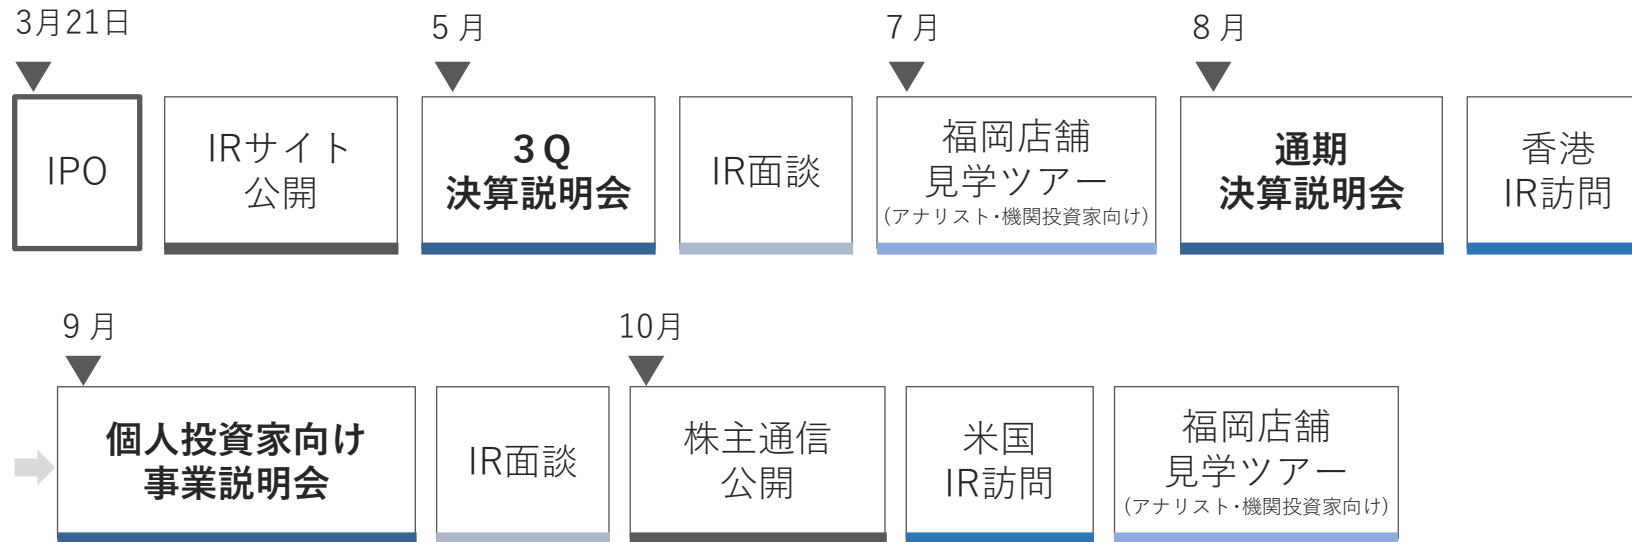 3月21日
5 月
7 月
8 月
IPO
IRサイト
公開
３Q
決算説明会
IR面談
福岡店舗
見学ツアー
(アナリスト・機関投資家向け)
通期
決算説明会
香港
IR訪問
9 月
10月
個人投資家向け
事業説明会
IR面談
株主通信
公開
米国
IR訪問
福岡店舗
見学ツアー
(アナリスト・機関投資家向け)